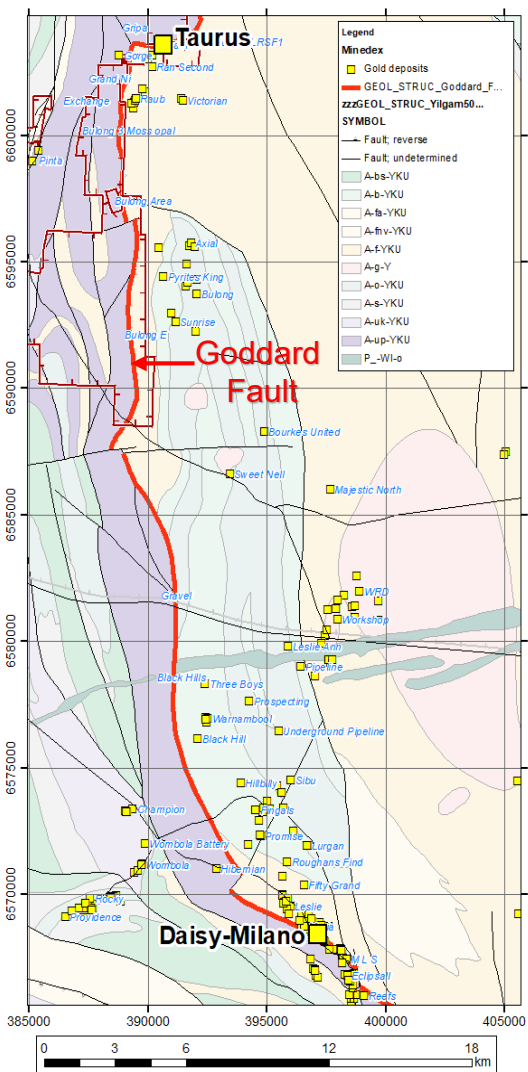 Gripa
Taurus
RSF1
Gorge
Ran Second
Grand Ni
Raub
Victorian
Exchange
Bulong 3 Moss opal
Pinta
Bulong Area
Axial
Pyrites King
Bulong
Sunrise
Bulong E
Goddard
Fault
Bourkes United
Sweet Nell
Majestic North
Gravel
WRD
Workshop
Leslie Ann
Pipeline
Black Hills
Three Boys
Prospecting
Warnambool
Underground Pipeline
Black Hill
Hillbilly
Sibu
Champion
Fingals
Promise
Wombola Battery
Lurgan
Wombola
Hibernian
Roughans Find
Fifty Grand
Rocky
Leslie
Providence
Daisy-Milano
M L S
Eclipsall
Reefs
Legend
Minedex
Gold deposits
GEOL_STRUC_Goddard_F...
zzzGEOL_STRUC_Yilgarn50...
SYMBOL
Fault; reverse
Fault; undetermined
A-bs-YKU
A-b-YKU
A-fa-YKU
A-fnv-YKU
A-f-YKU
A-g-Y
A-o-YKU
A-s-YKU
A-uk-YKU
A-up-YKU
P_-WI-o
6600000
6595000
6590000
6585000
6580000
6575000
6570000
385000 390000 395000 400000 405000
0 3 6 12 18
km